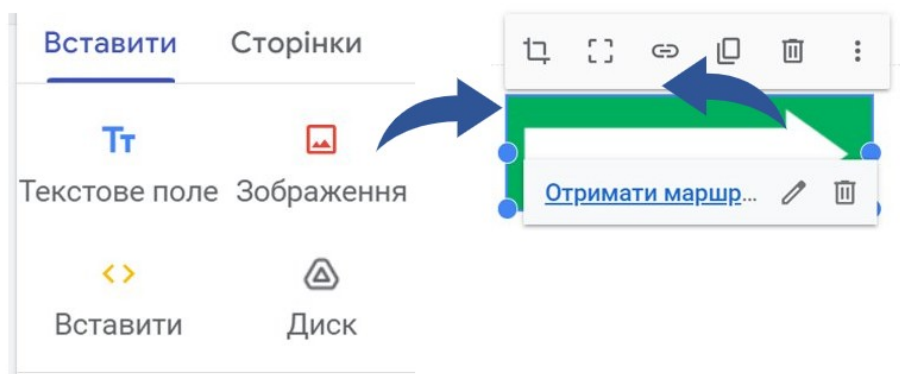 Вставити Сторінки
Тт
Текстове поле Зображення
Вставити Диск
Отримати маршр...